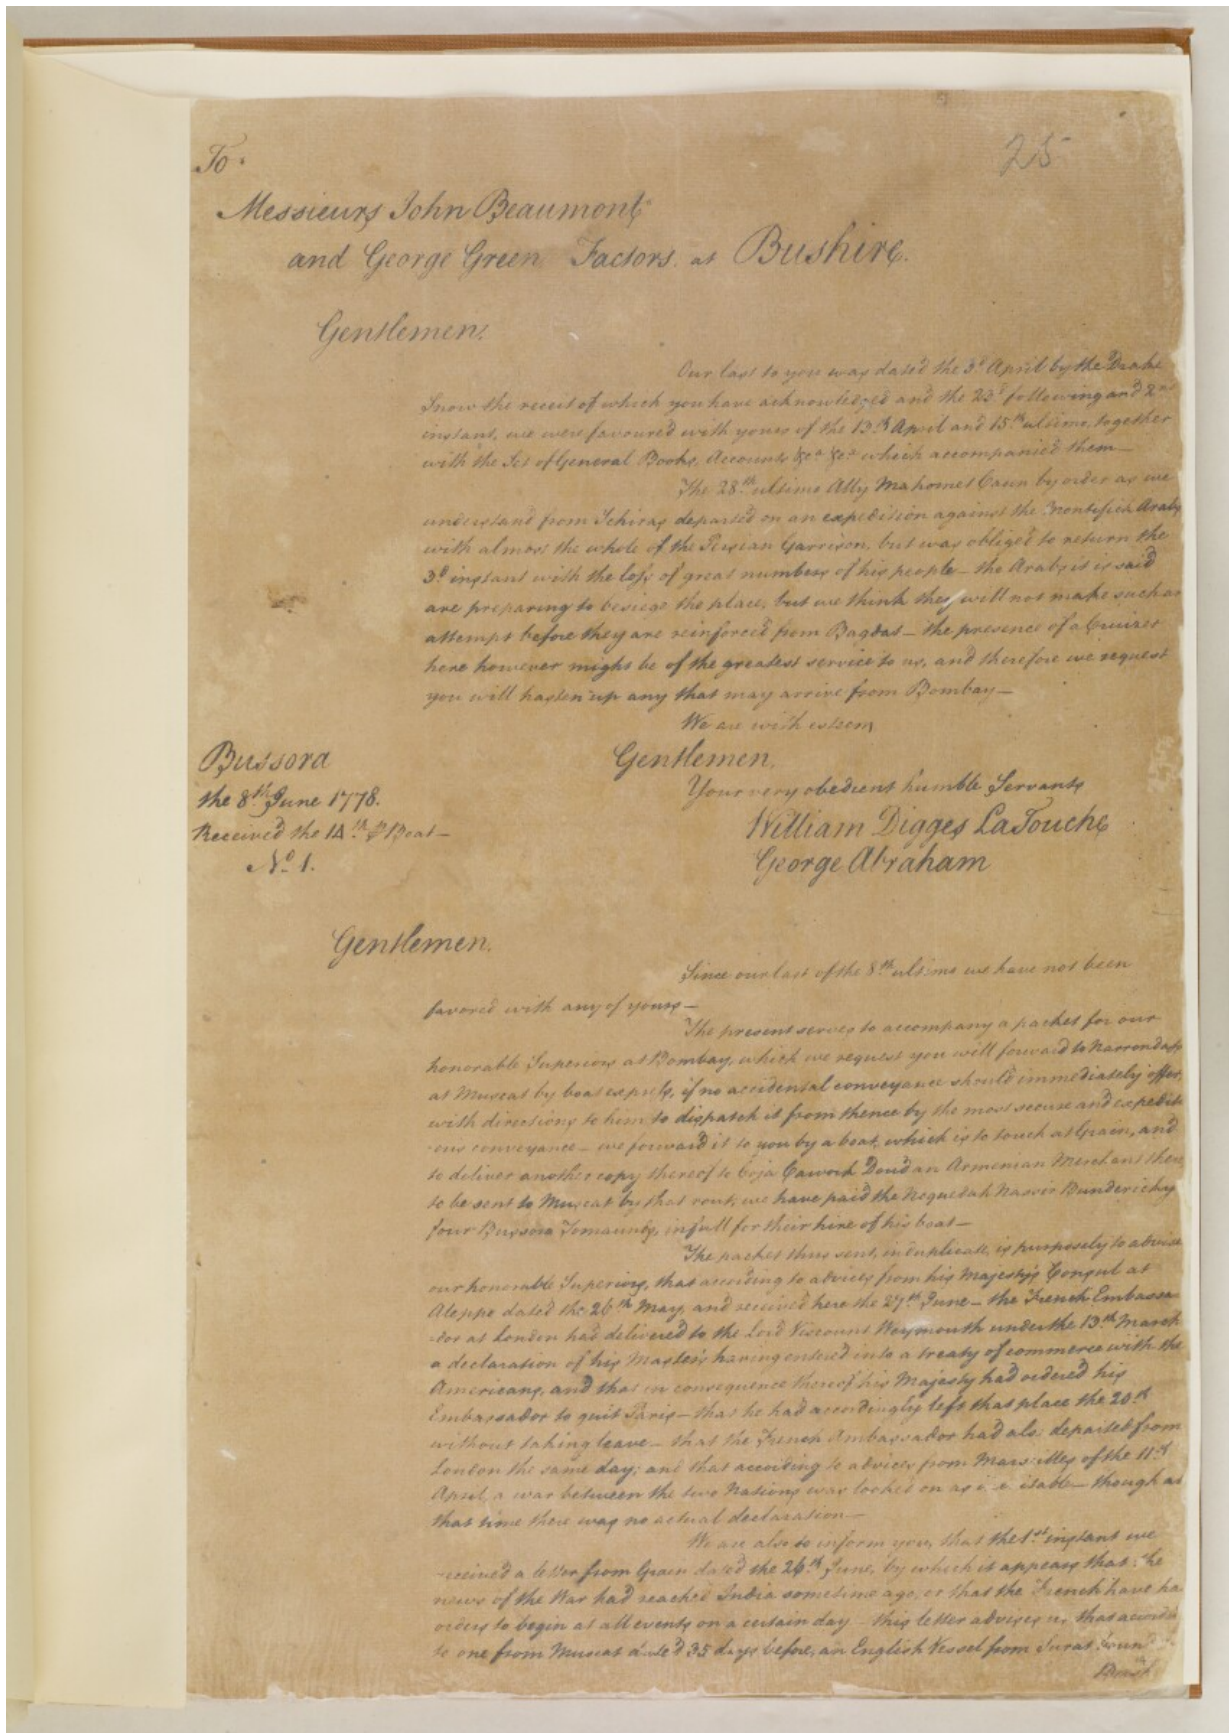 25
To
Messieurs John Beaumont
and George Green Factors at Bushire.
Gentlemen.
Our last to you was dated the 3d April by the Drake
Snow the receit of which you have acknowledged and the 23d following and 2nd
instant, we were favoured with yours of the 13th April and 15th ultimo, together
with the Set of General Books, Accounts &ca &ca which accompanied them—
The 28th ultimo Ally Mahomet Caun by order as we
understand from Schiras departed on an expedition against the Montifick Arabs
with almost the whole of the Persian Garrison, but was obliged to return the
3d instant with the loss of great numbers of his people— the Arabs it is said
are preparing to besiege the place, but we think they will not make such an
attempt before they are reinforced from Bagdat— the presence of a Cruizer
here however might be of the greatest service to us, and therefore we request
you will hasten up any that may arrive from Bombay—
We are with esteem
Gentlemen.
Your very obedient humble Servants
William Digges LaTouche
George Abraham
Bussora
the 8th June 1778.
Received the 14th ⅌ Boat—
No 1.
Gentlemen.
Since our last of the 8th ultimo we have not been
favored with any of yours—
The present serves to accompany a packet for our
honorable Superiors at Bombay, which we request you will forward to Narrondass
at Muscat by boat express, if no accidental conveyance should immediately offer,
with directions to him to dispatch it from thence by the most secure and expediti
-ous conveyance— we forward it to you by a boat, which is to touch at Grain, and
to deliver another copy thereof to Coja Cawork Doud an Armenian Merchant there
to be sent to Muscat by that rout, we have paid the Noquedah Nassir Bunderickey
four Bussora Tomaunds, in full for their hire of his boat—
The packet thus sent, in duplicate, is purposely to advise
our honorable Superiors, that according to advices from his Majesty's Consul at
Aleppo dated the 26th May, and received here the 27th June— the French Embassa
-dor at London had delivered to the Lord Viscount Weymouth under the 13th March
a declaration of his Master's having entered into a treaty of commerce with the
Americans, and that in consequence thereof his Majesty had ordered his
Embassador to quit Paris— that he had accordingly left that place the 20th
without taking leave— that the French Ambassador had also departed from
London the same day; and that according to advices from Marseilles of the 11th
April, a war between the two Nations was looked on as — though at
that time there was no actual declaration—
We are also to inform you, that the 1st instant we
received a letter from Grain dated the 26th June, by which it appears that the
news of the War had reached India sometime ago, or that the French have ha
orders to begin at all events on a certain day— this letter advises us that accordi
to one from Muscat dated 35 days before, an English Vessel from Surat